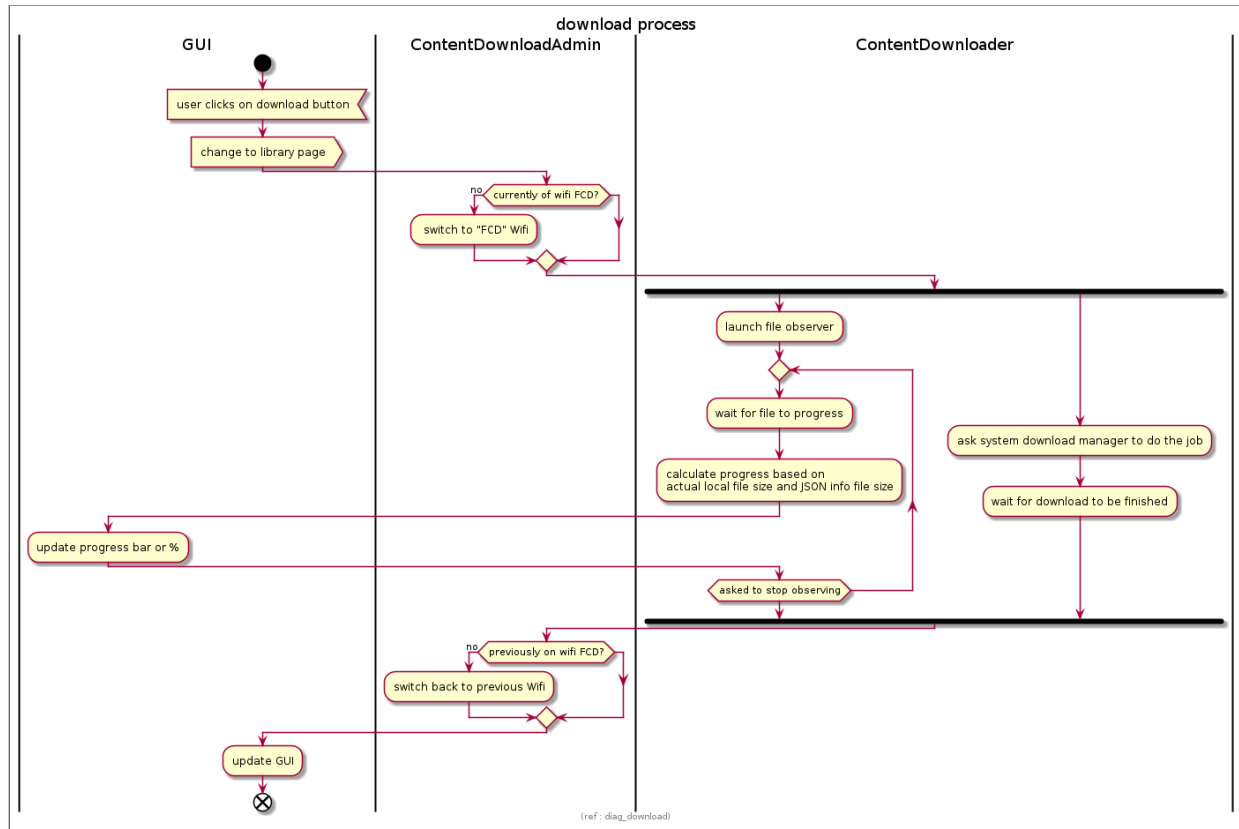 download process
GUI
ContentDownloadAdmin
ContentDownloader
user clicks on download button
change to library page
no
currently of wifi FCD?
switch to "FCD" Wifi
launch file observer
wait for file to progress
ask system download manager to do the job
calculate progress based on
actual local file size and JSON info file size
wait for download to be finished
update progress bar or %
asked to stop observing
no
previously on wifi FCD?
switch back to previous Wifi
update GUI
(ref : diag_download)